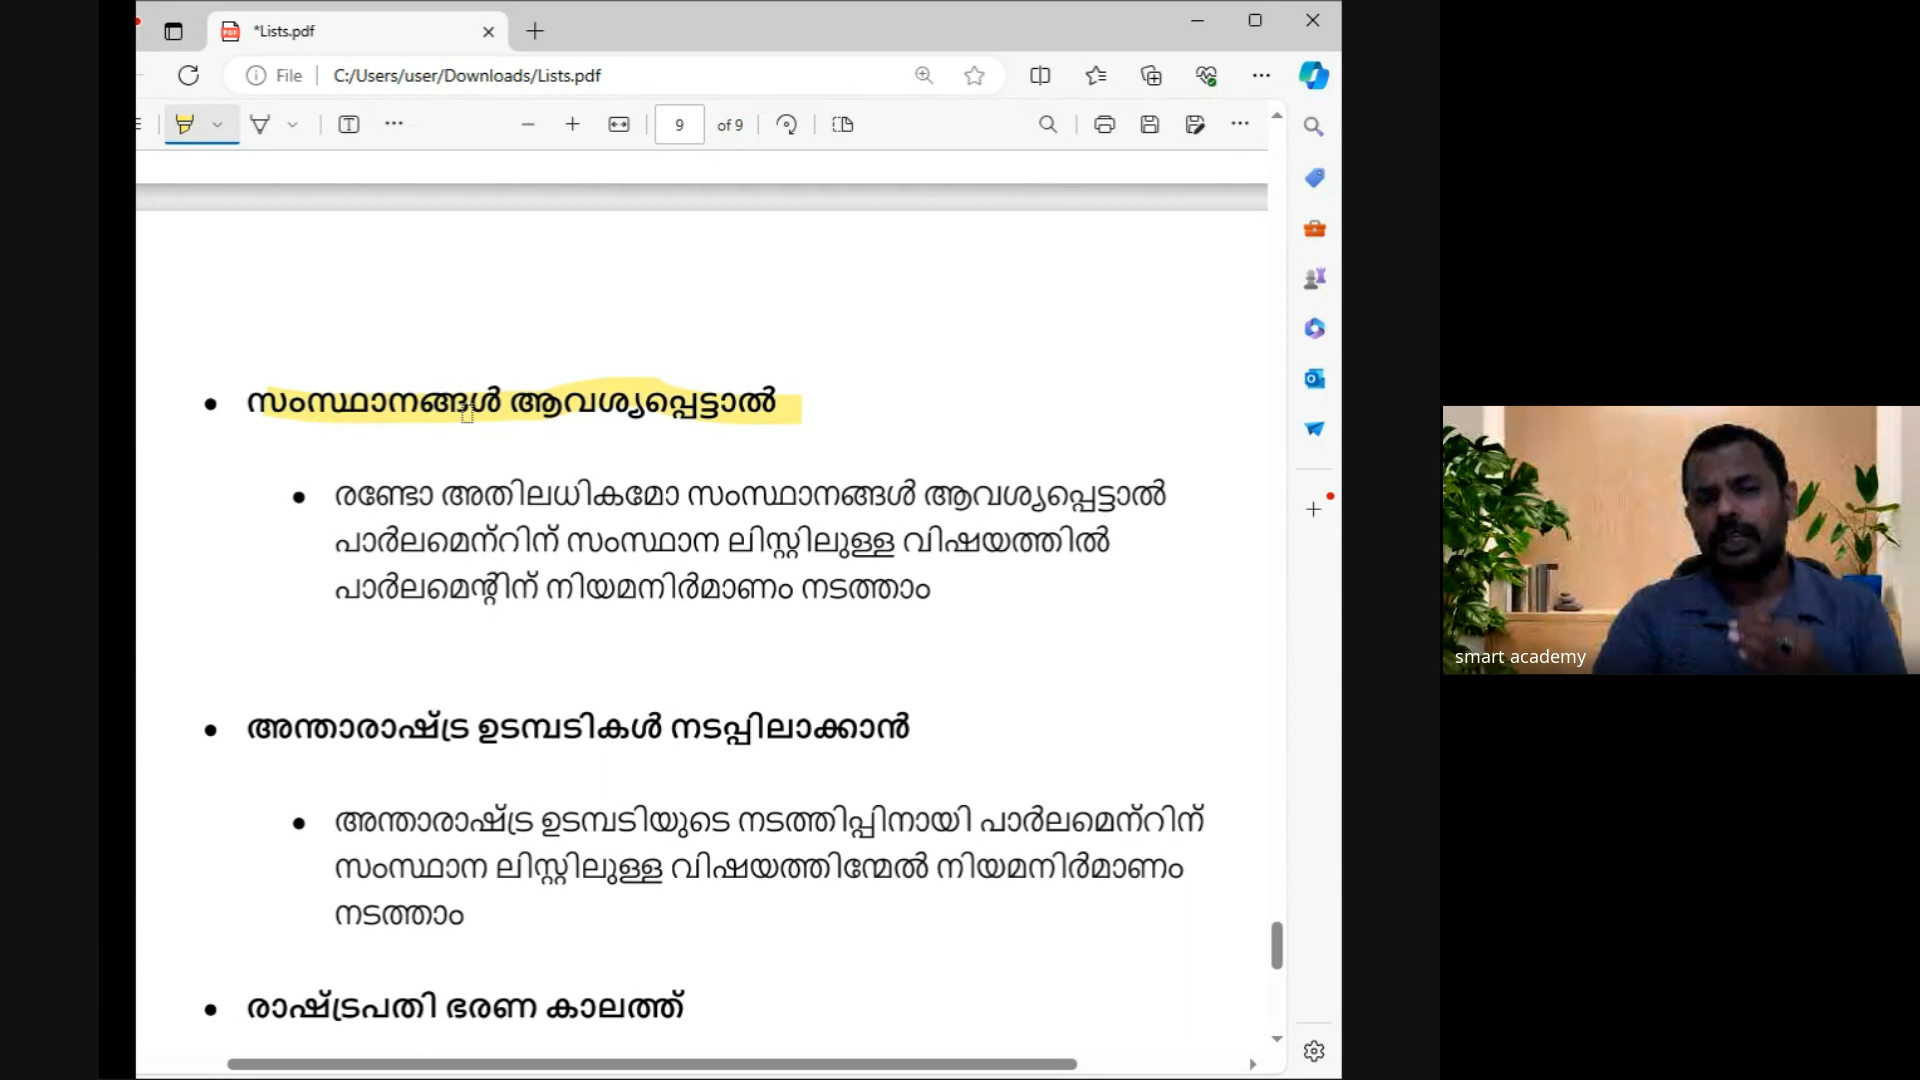 *Lists.pdf
File
C:/Users/user/Downloads/Lists.pdf
9 of 9
സംസ്ഥാനങ്ങൾ ആവശ്യപ്പെട്ടാൽ
രണ്ടോ അതിലധികമോ സംസ്ഥാനങ്ങൾ ആവശ്യപ്പെട്ടാൽ
പാർലമെന്റിന് സംസ്ഥാന ലിസ്റ്റിലുള്ള വിഷയത്തിൽ
പാർലമെന്റിന് നിയമനിർമാണം നടത്താം
അന്താരാഷ്ട്ര ഉടമ്പടികൾ നടപ്പിലാക്കാൻ
അന്താരാഷ്ട്ര ഉടമ്പടിയുടെ നടത്തിപ്പിനായി പാർലമെന്റിന്
സംസ്ഥാന ലിസ്റ്റിലുള്ള വിഷയത്തിന്മേൽ നിയമനിർമാണം
നടത്താം
രാഷ്ട്രപതി ഭരണ കാലത്ത്
smart academy